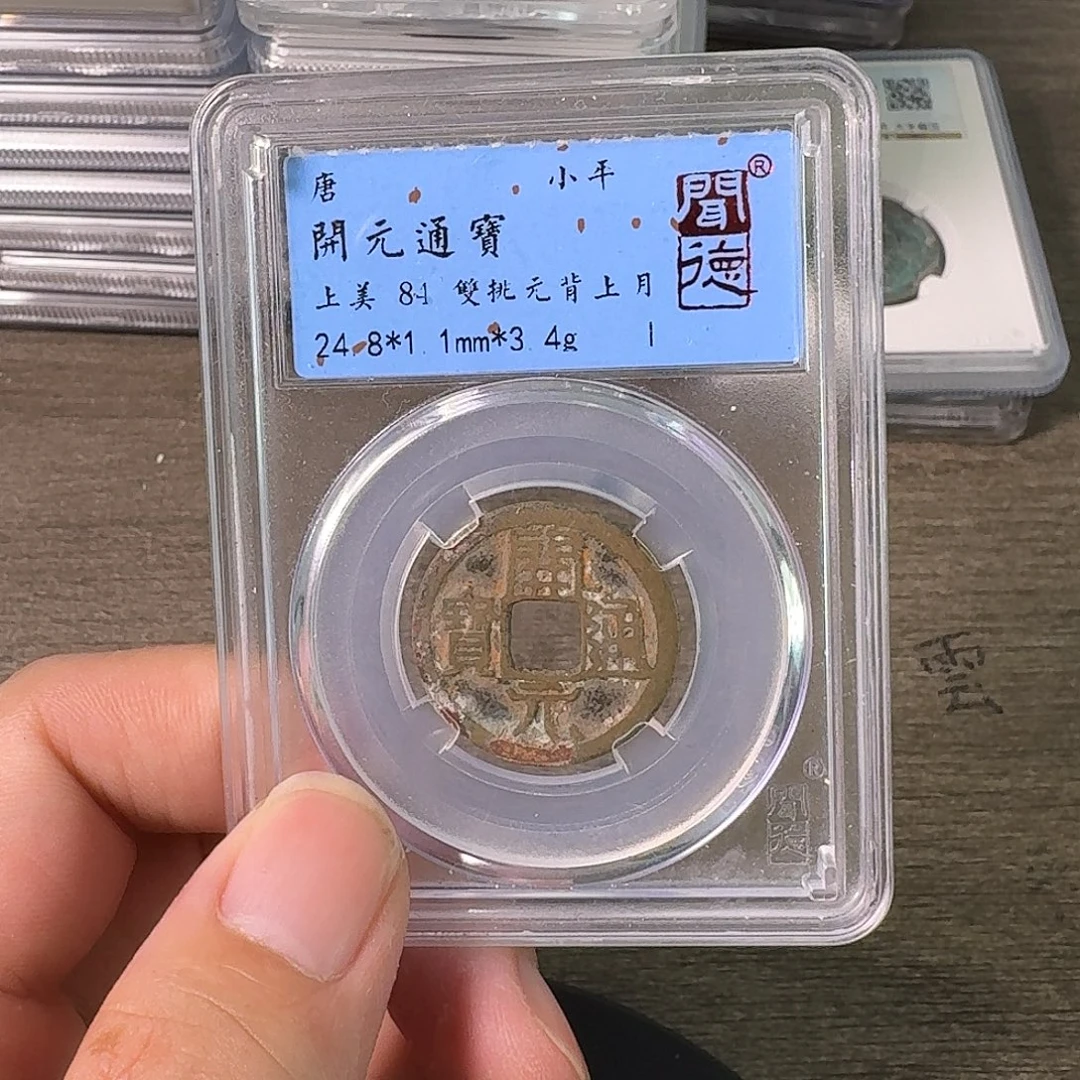 唐 小平
開元通寶
上美 84 雙挑元背上月
24.8*1.1mm*3.4g
聞德®
開
寶 通
元
雲
聞德®